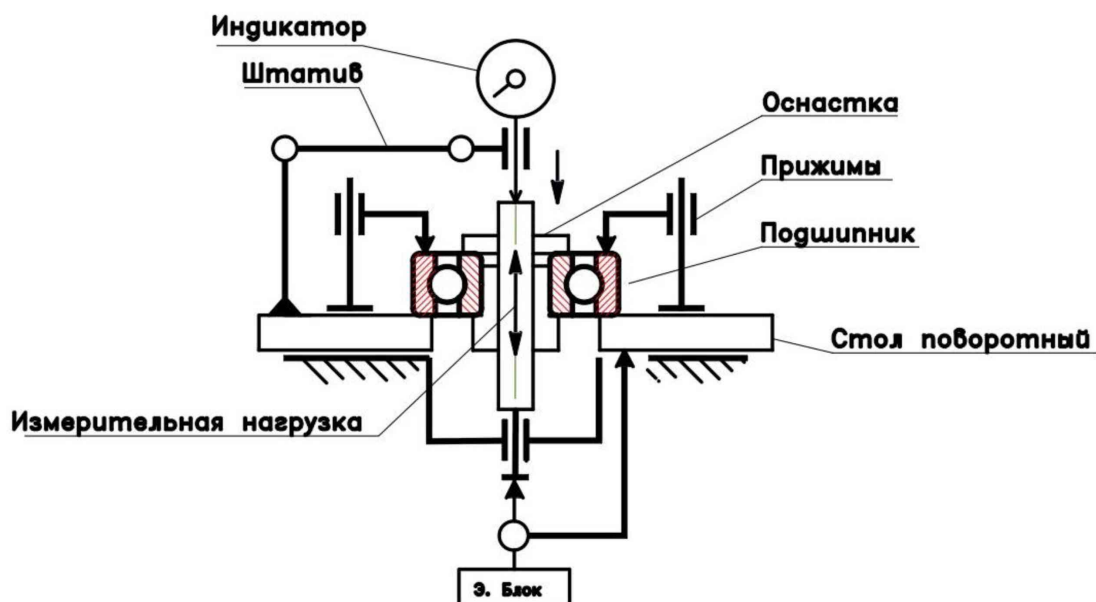 Индикатор
Штатив
Оснастка
Прижимы
Подшипник
Стол поворотный
Измерительная нагрузка
Э. Блок